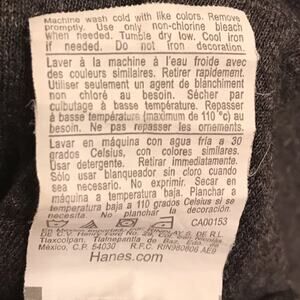 Machine wash cold with like colors. Remove
promptly. Use only non-chlorine bleach
when needed. Tumble dry low. Cool iron
if needed. Do not iron decoration.
Laver à la machine à l'eau froide avec
des couleurs similaires. Retirer rapidement.
Utiliser seulement un agent de blanchiment
non chloré au besoin. Sécher par
culbutage à basse température. Repasser
à basse température (maximum de 110 °c) au
besoin. Ne pas repasser les ornements.
Lavar en máquina con agua fría a 30
grados Celsius, con colores similares.
Usar detergente. Retirar inmediatamente.
Sólo usar blanqueador sin cloro cuando
sea necesario. No exprimir. Secar en
máquina a temperatura baja. Planchar a
temperatura baja a 110 grados Celsius si se
necesita. No planchar la decoración.
CA00153
DE C.V. Henry Ford No.
Tlaxcolpan, Tlalnepantla de Baz,
México, C.P. 54030 R.F.C. RIN980806 AE9
Hanes.com